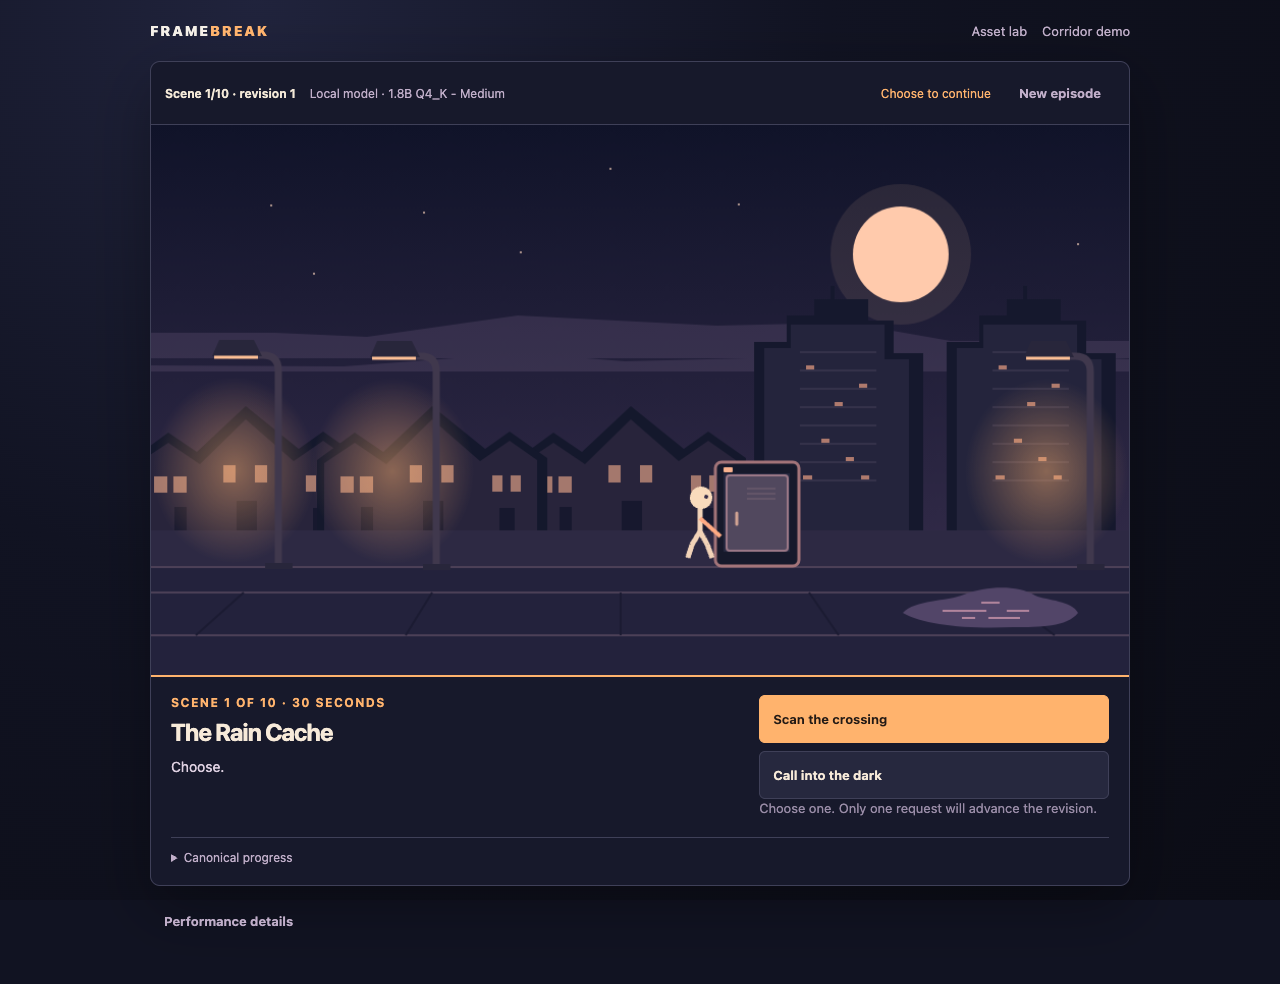 FRAMEBREAK
Asset lab
Corridor demo
Scene 1/10 · revision 1
Local model · 1.8B Q4_K - Medium
Choose to continue
New episode
SCENE 1 OF 10 · 30 SECONDS
The Rain Cache
Choose.
Scan the crossing
Call into the dark
Choose one. Only one request will advance the revision.
Canonical progress
Performance details